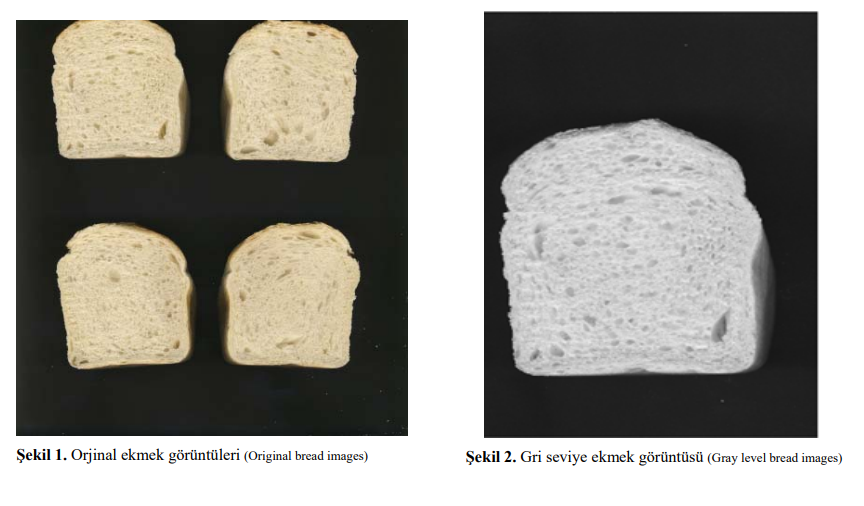 Şekil 1. Orjinal ekmek görüntüleri (Original bread images)
Şekil 2. Gri seviye ekmek görüntüsü (Gray level bread images)